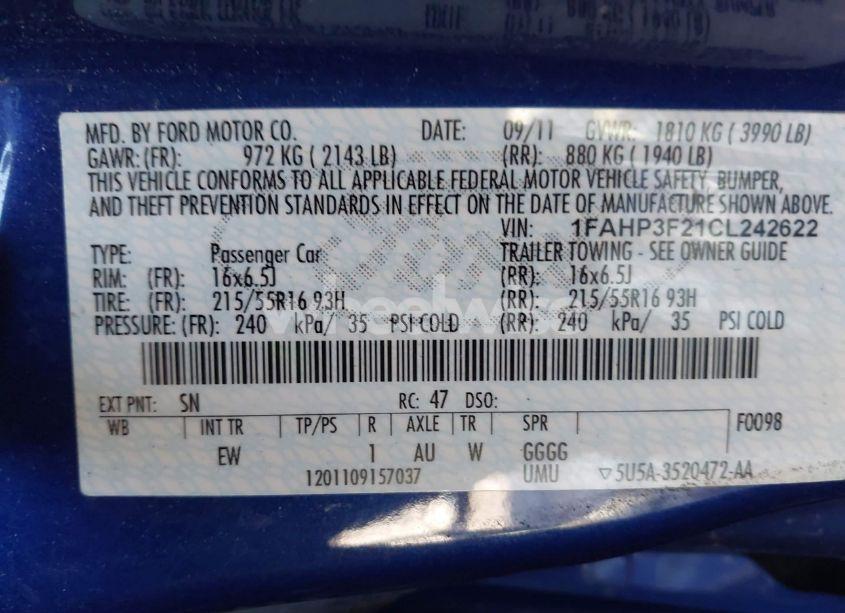 MFD. BY FORD MOTOR CO. DATE: 09/11 GVWR: 1810 KG ( 3990 LB)
GAWR: (FR): 972 KG ( 2143 LB) (RR): 880 KG ( 1940 LB)
THIS VEHICLE CONFORMS TO ALL APPLICABLE FEDERAL MOTOR VEHICLE SAFETY, BUMPER,
AND THEFT PREVENTION STANDARDS IN EFFECT ON THE DATE OF MANUFACTURE SHOWN ABOVE.
VIN: 1FAHP3F21CL242622
TYPE: Passenger Car TRAILER TOWING - SEE OWNER GUIDE
RIM: (FR): 16x6.5J (RR): 16x6.5J
TIRE: (FR): 215/55R16 93H (RR): 215/55R16 93H
PRESSURE: (FR): 240 kPa/ 35 PSI COLD (RR): 240 kPa/ 35 PSI COLD
EXT PNT: SN RC: 47 DSO:
WB INT TR TP/PS R AXLE TR SPR F0098
EW 1 AU W GGGG
1201109157037 UMU ▽5U5A-3520472-AA